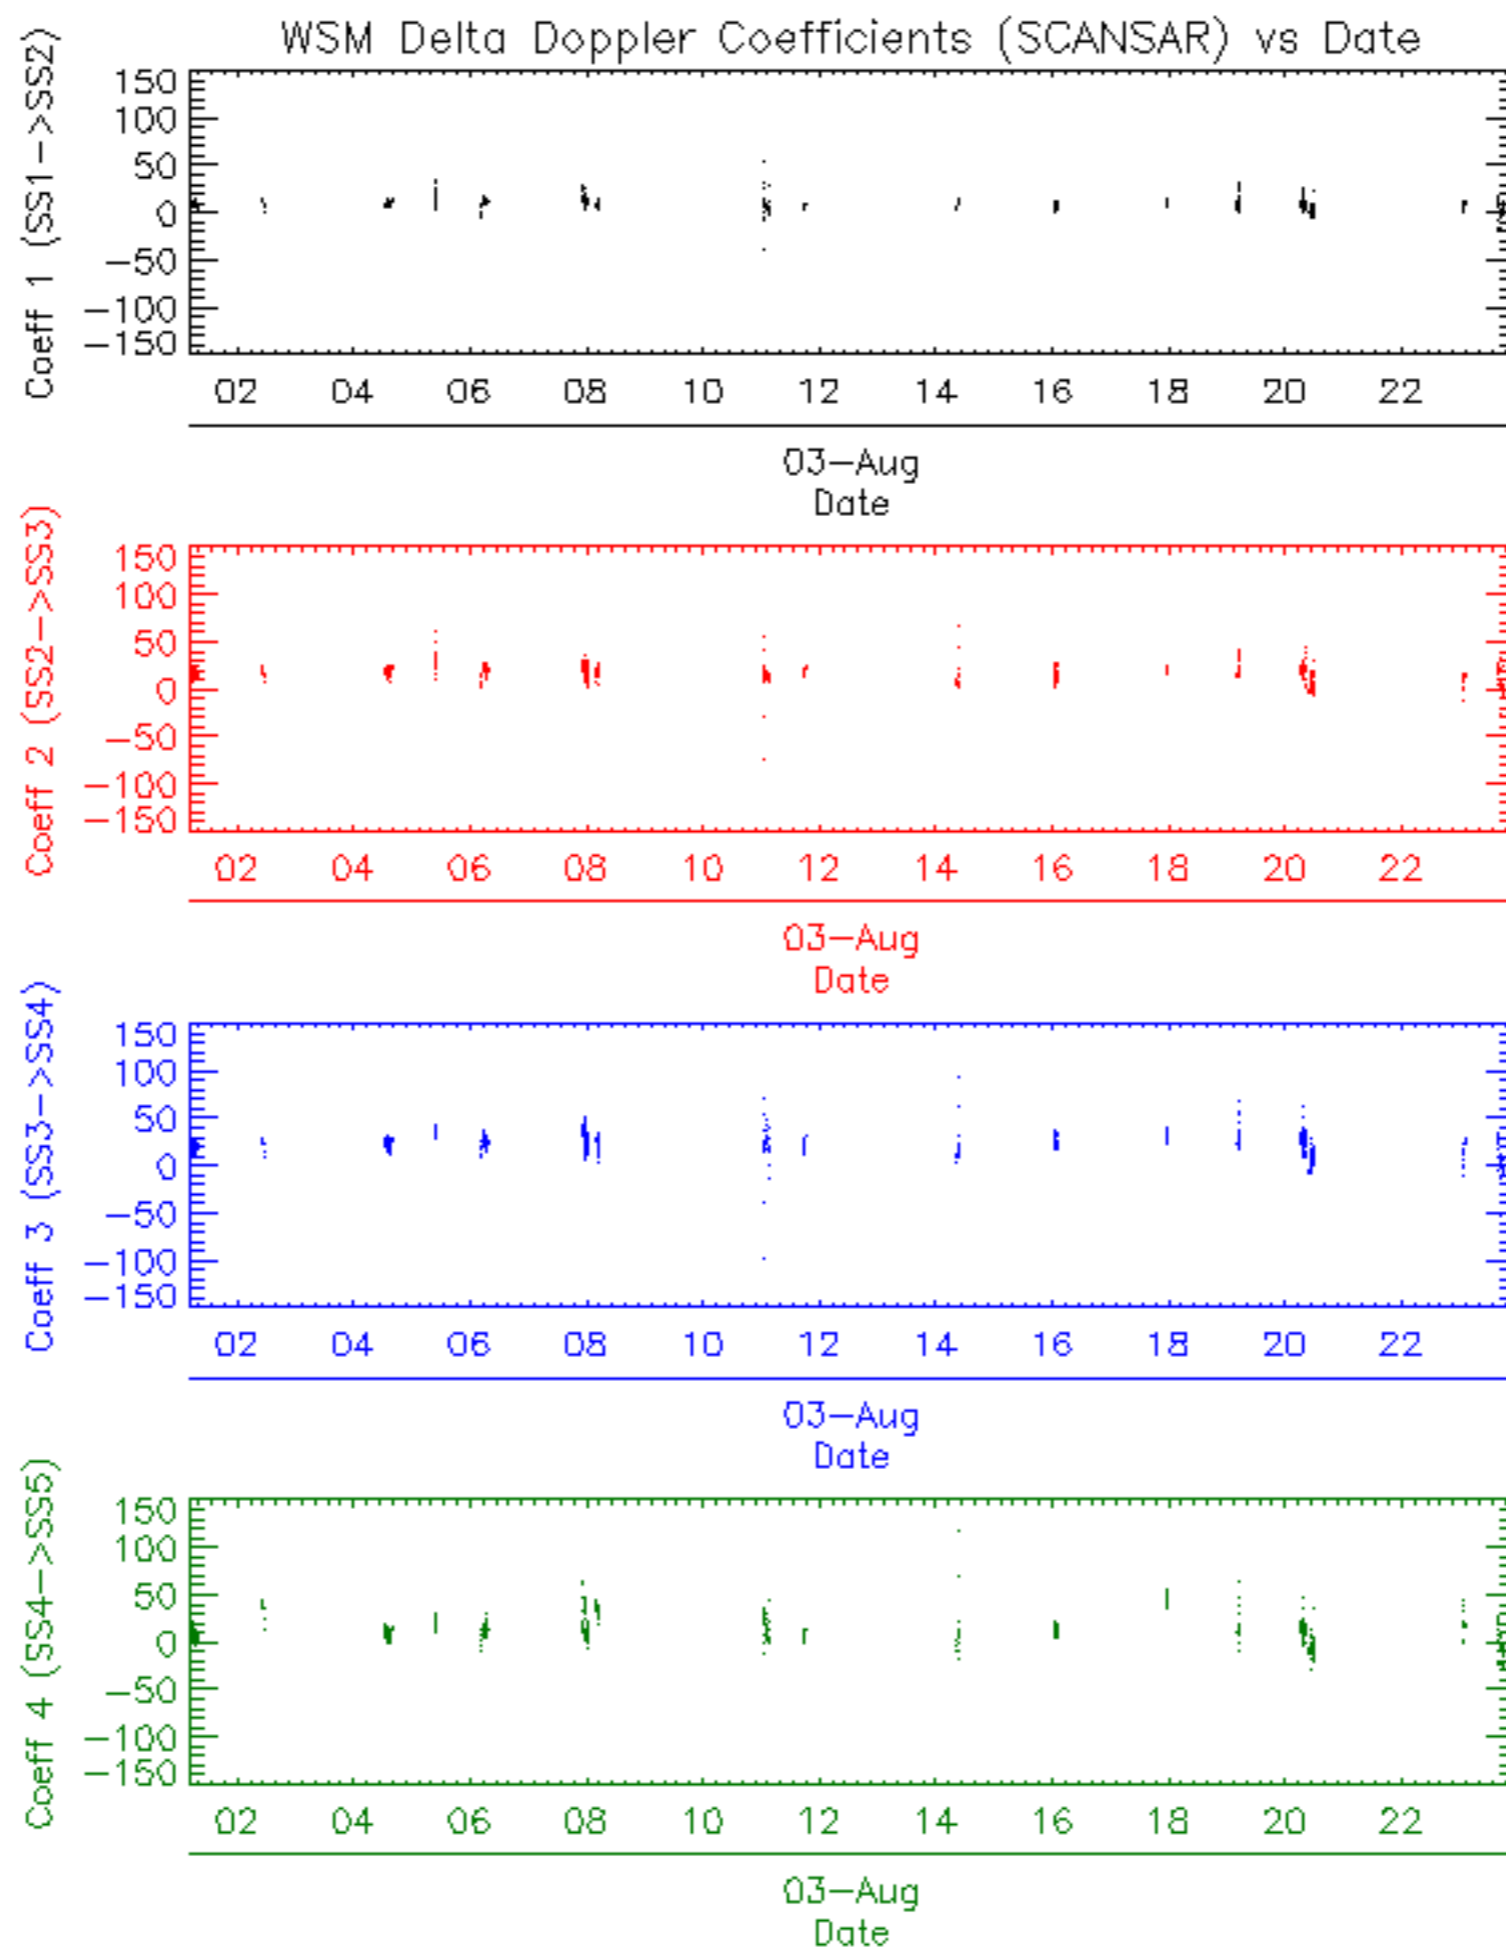 WSM Delta Doppler Coefficients (SCANSAR) vs Date
Coeff 1 (SS1->SS2)
150
100
50
0
-50
-100
-150
02 04 06 08 10 12 14 16 18 20 22
03-Aug
Date
Coeff 2 (SS2->SS3)
150
100
50
0
-50
-100
-150
02 04 06 08 10 12 14 16 18 20 22
03-Aug
Date
Coeff 3 (SS3->SS4)
150
100
50
0
-50
-100
-150
02 04 06 08 10 12 14 16 18 20 22
03-Aug
Date
Coeff 4 (SS4->SS5)
150
100
50
0
-50
-100
-150
02 04 06 08 10 12 14 16 18 20 22
03-Aug
Date